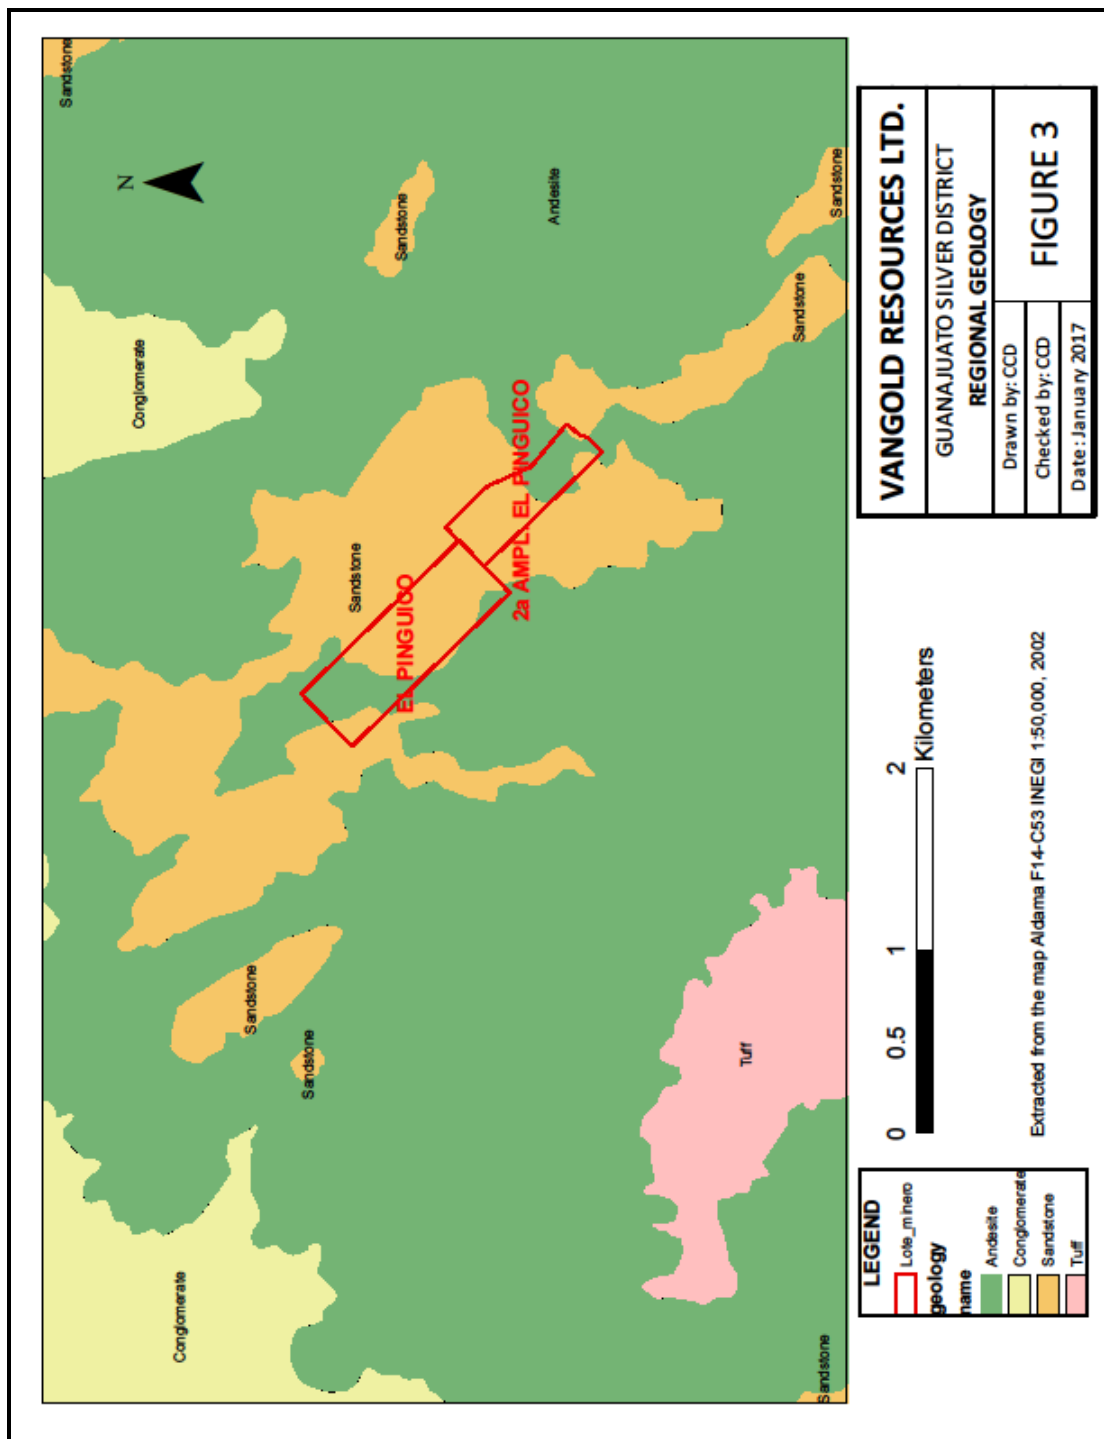 Sandstone
N
Conglomerate
Conglomerate
Sandstone
Sandstone
Sandstone
Sandstone
EL PINGUICO
2a AMPL. EL PINGUICO
Andesite
Tuff
Sandstone
Sandstone
Sandstone
LEGEND
Lote_minero
geology
name
Andesite
Conglomerate
Sandstone
Tuff
0 0.5 1 2
Kilometers
Extracted from the map Aldama F14-C53 INEGI 1:50,000, 2002
VANGOLD RESOURCES LTD.
GUANAJUATO SILVER DISTRICT
REGIONAL GEOLOGY
Drawn by: CCD
Checked by: CCD
Date: January 2017
FIGURE 3